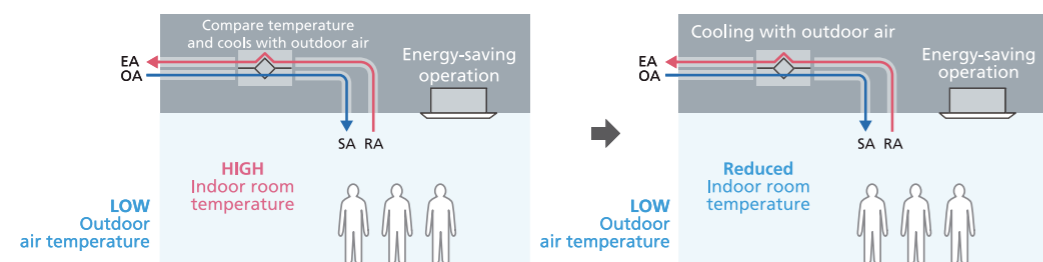 Compare temperature
and cools with outdoor air
EA
OA
Energy-saving
operation
SA RA
HIGH
Indoor room
temperature
LOW
Outdoor
air temperature
Cooling with outdoor air
EA
OA
Energy-saving
operation
SA RA
Reduced
Indoor room
temperature
LOW
Outdoor
air temperature